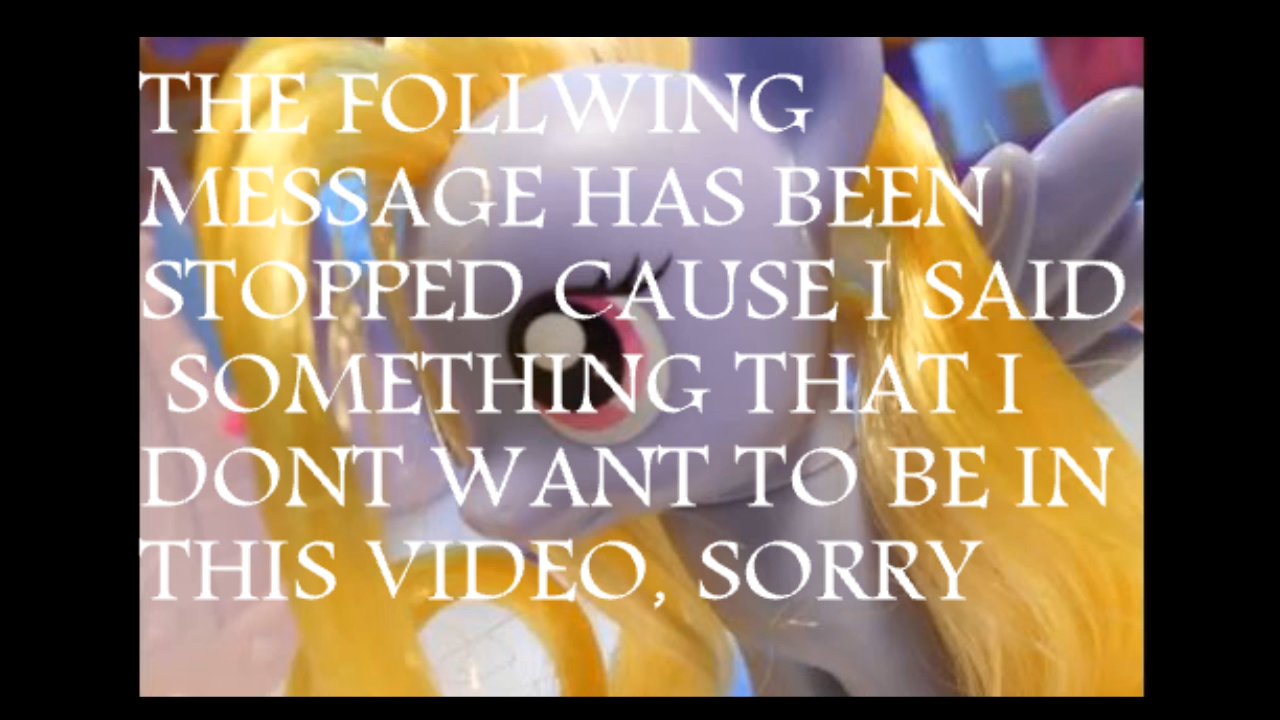 THE FOLLWING
MESSAGE HAS BEEN
STOPPED CAUSE I SAID
SOMETHING THAT I
DONT WANT TO BE IN
THIS VIDEO, SORRY